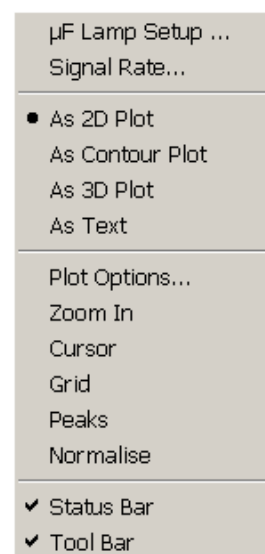 µF Lamp Setup ...
Signal Rate...
As 2D Plot
As Contour Plot
As 3D Plot
As Text
Plot Options...
Zoom In
Cursor
Grid
Peaks
Normalise
Status Bar
Tool Bar